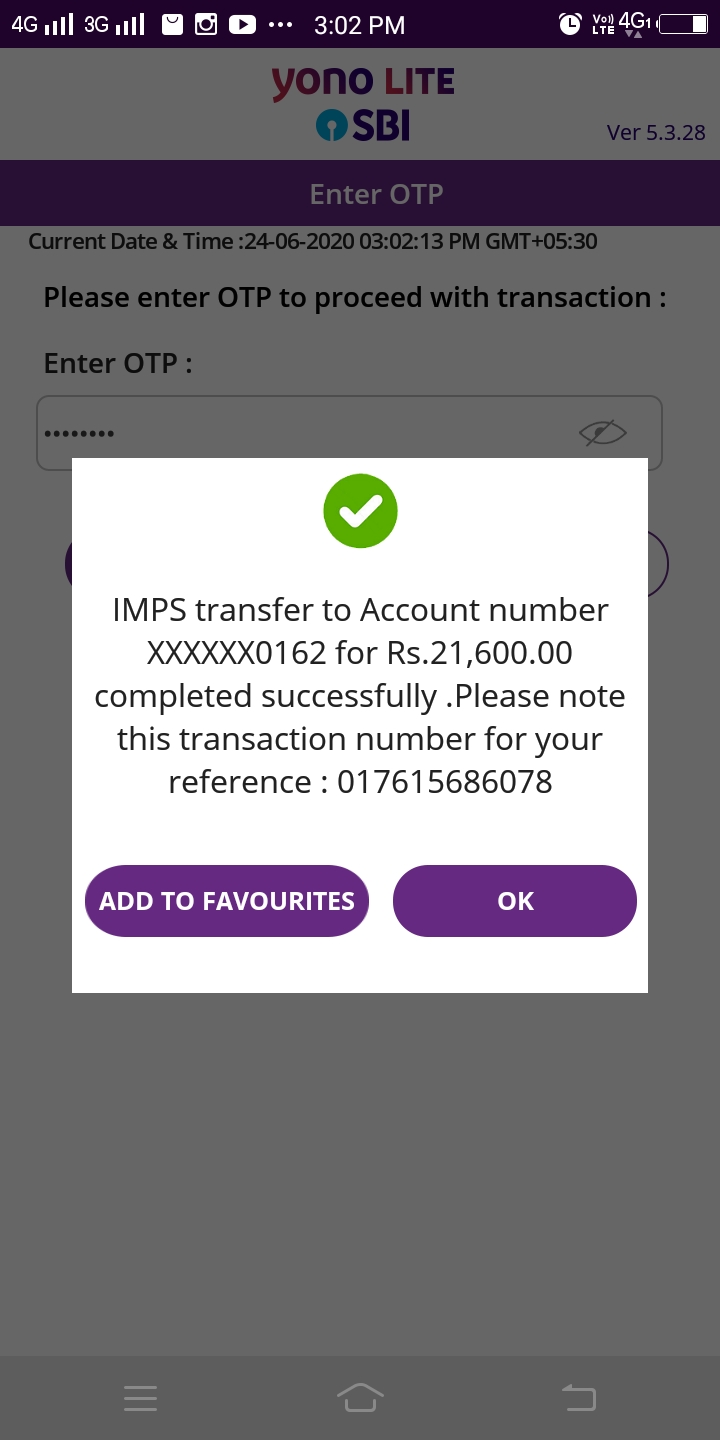 4G 3G 3:02 PM Vo)) LTE 4G1
yono LITE
SBI
Ver 5.3.28
Enter OTP
Current Date & Time :24-06-2020 03:02:13 PM GMT+05:30
Please enter OTP to proceed with transaction :
Enter OTP :
••••••••
IMPS transfer to Account number
XXXXXX0162 for Rs.21,600.00
completed successfully .Please note
this transaction number for your
reference : 017615686078
ADD TO FAVOURITES OK